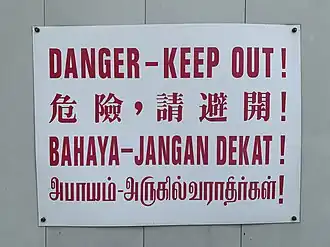 DANGER – KEEP OUT !
危險，請避開！
BAHAYA – JANGAN DEKAT !
அபாயம் - அருகில்வராதீர்கள் !